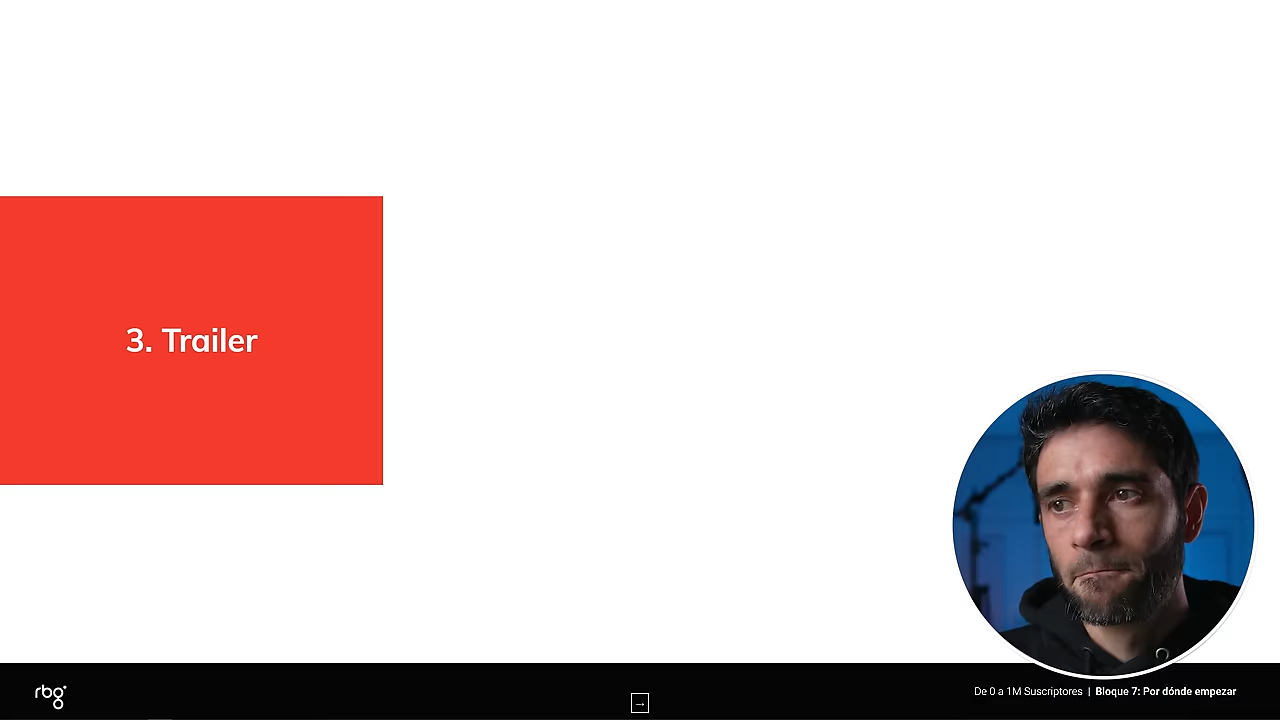 3. Trailer
rbg
→
De 0 a 1M Suscriptores | Bloque 7: Por dónde empezar